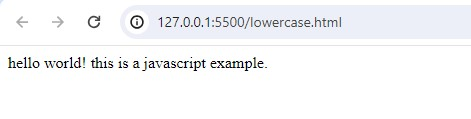 127.0.0.1:5500/lowercase.html
hello world! this is a javascript example.